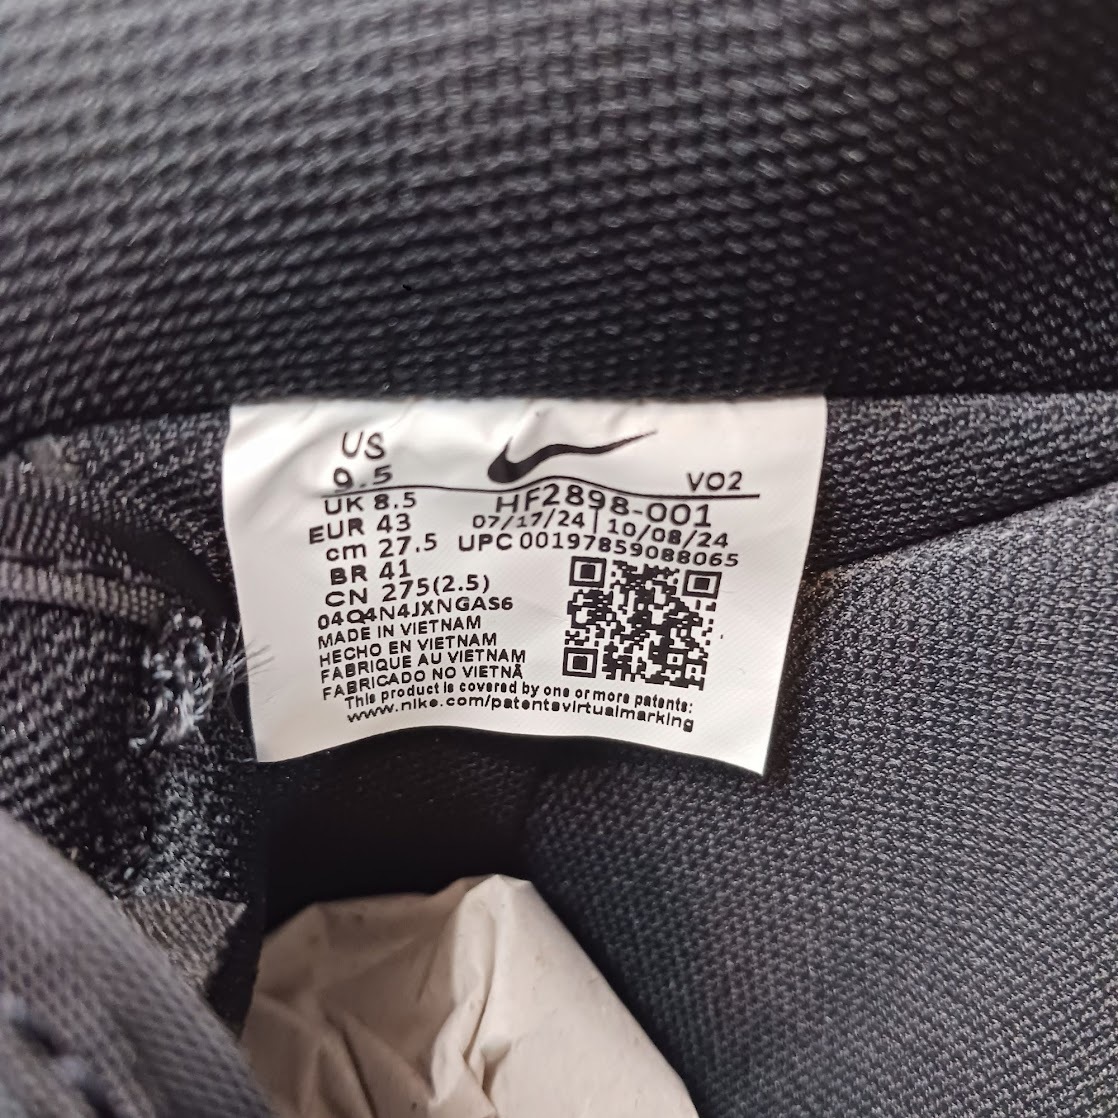 US
9.5
VO2
UK 8.5
HF2898-001
EUR 43
07/17/24 | 10/08/24
cm 27.5
UPC 00197859088065
BR 41
CN 275(2.5)
04Q4N4JXNGAS6
MADE IN VIETNAM
HECHO EN VIETNAM
FABRIQUE AU VIETNAM
FABRICADO NO VIETNÃ
This product is covered by one or more patents:
www.nike.com/patentsvirtualmarking